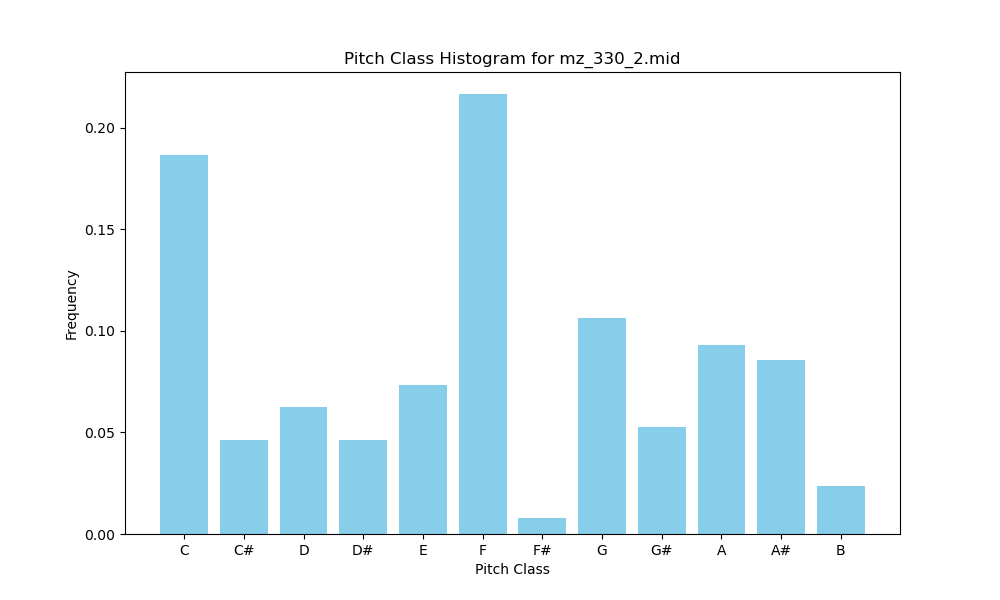 Pitch Class Histogram for mz_330_2.mid
0.20
0.15
0.10
0.05
0.00
Frequency
C C# D D# E F F# G G# A A# B
Pitch Class